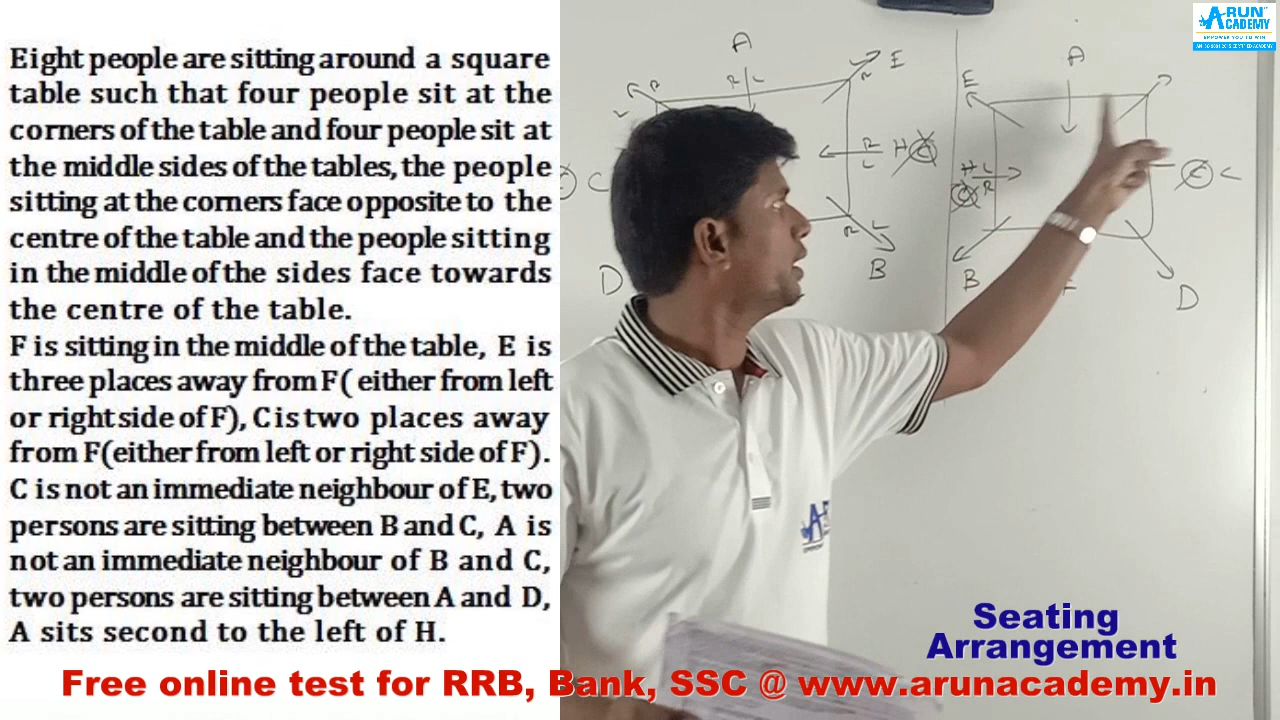 Eight people are sitting around a square
table such that four people sit at the
corners of the table and four people sit at
the middle sides of the tables, the people
sitting at the corners face opposite to the
centre of the table and the people sitting
in the middle of the sides face towards
the centre of the table.
F is sitting in the middle of the table, E is
three places away from F( either from left
or right side of F), C is two places away
from F(either from left or right side of F).
C is not an immediate neighbour of E, two
persons are sitting between B and C, A is
not an immediate neighbour of B and C,
two persons are sitting between A and D,
A sits second to the left of H.
ARUN
ACADEMY
EMPOWER YOU TO WIN
A
E
R
L
R
R L
R
L
H
C
C
D
R
L
B
A
E
H
L
R
C
B
D
Seating
Arrangement
Free online test for RRB, Bank, SSC @ www.arunacademy.in